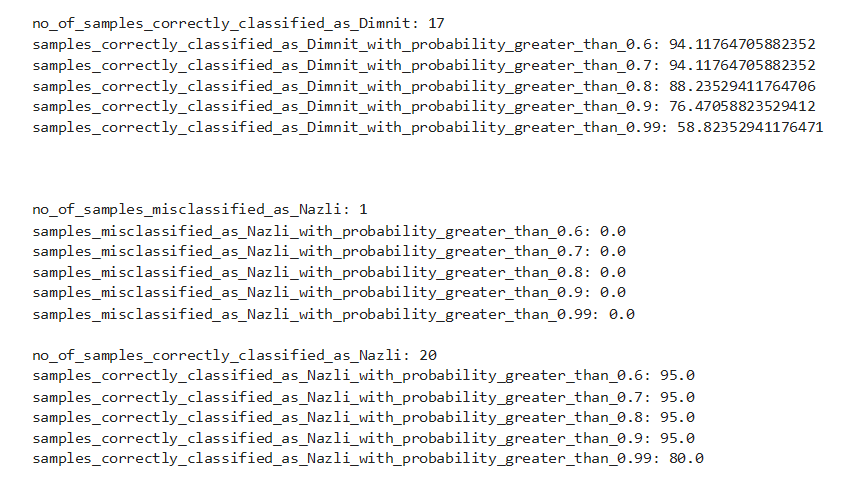 no_of_samples_correctly_classified_as_Dimnit: 17
samples_correctly_classified_as_Dimnit_with_probability_greater_than_0.6: 94.11764705882352
samples_correctly_classified_as_Dimnit_with_probability_greater_than_0.7: 94.11764705882352
samples_correctly_classified_as_Dimnit_with_probability_greater_than_0.8: 88.23529411764706
samples_correctly_classified_as_Dimnit_with_probability_greater_than_0.9: 76.47058823529412
samples_correctly_classified_as_Dimnit_with_probability_greater_than_0.99: 58.82352941176471
no_of_samples_misclassified_as_Nazli: 1
samples_misclassified_as_Nazli_with_probability_greater_than_0.6: 0.0
samples_misclassified_as_Nazli_with_probability_greater_than_0.7: 0.0
samples_misclassified_as_Nazli_with_probability_greater_than_0.8: 0.0
samples_misclassified_as_Nazli_with_probability_greater_than_0.9: 0.0
samples_misclassified_as_Nazli_with_probability_greater_than_0.99: 0.0
no_of_samples_correctly_classified_as_Nazli: 20
samples_correctly_classified_as_Nazli_with_probability_greater_than_0.6: 95.0
samples_correctly_classified_as_Nazli_with_probability_greater_than_0.7: 95.0
samples_correctly_classified_as_Nazli_with_probability_greater_than_0.8: 95.0
samples_correctly_classified_as_Nazli_with_probability_greater_than_0.9: 95.0
samples_correctly_classified_as_Nazli_with_probability_greater_than_0.99: 80.0